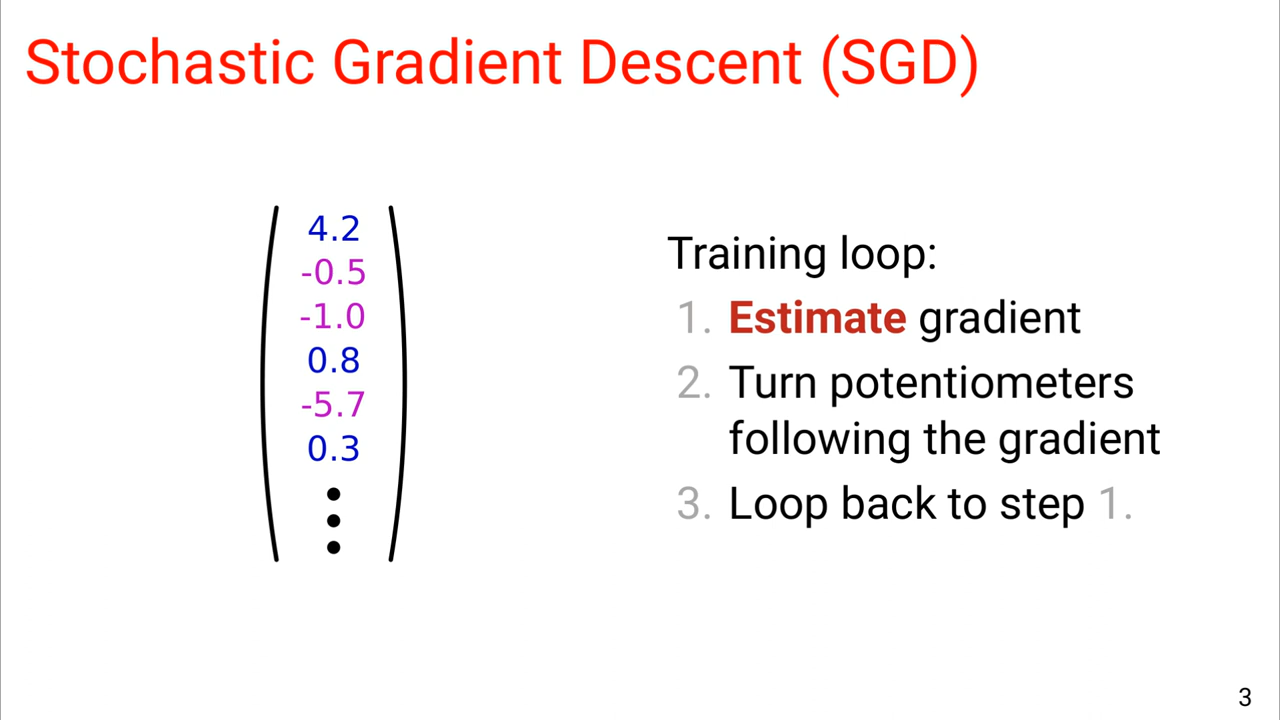 Stochastic Gradient Descent (SGD)
4.2
-0.5
-1.0
0.8
-5.7
0.3
Training loop:
1. Estimate gradient
2. Turn potentiometers
following the gradient
3. Loop back to step 1.
3